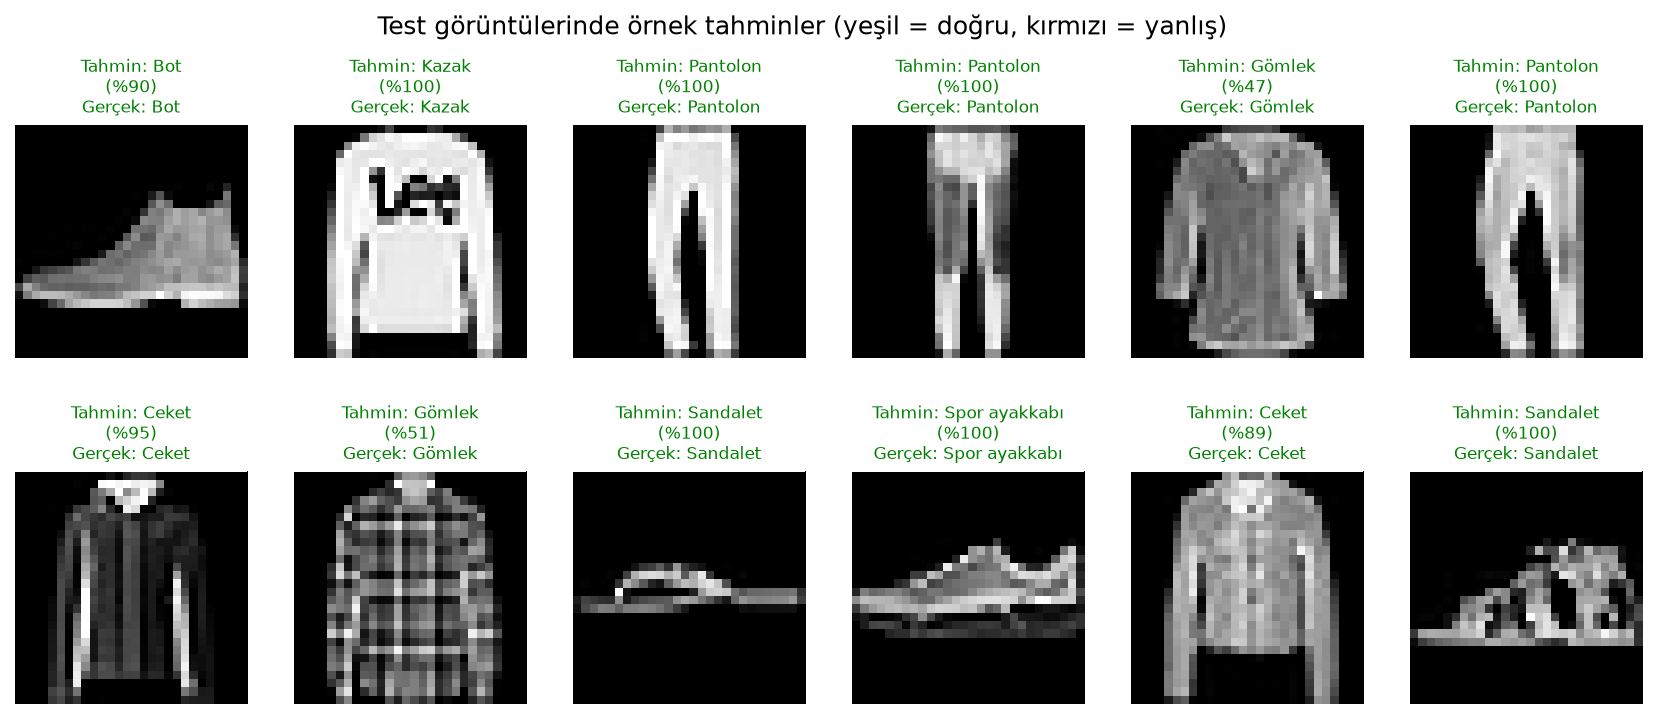 Test görüntülerinde örnek tahminler (yeşil = doğru, kırmızı = yanlış)
Tahmin: Bot
(%90)
Gerçek: Bot
Tahmin: Kazak
(%100)
Gerçek: Kazak
Tahmin: Pantolon
(%100)
Gerçek: Pantolon
Tahmin: Pantolon
(%100)
Gerçek: Pantolon
Tahmin: Gömlek
(%47)
Gerçek: Gömlek
Tahmin: Pantolon
(%100)
Gerçek: Pantolon
Tahmin: Ceket
(%95)
Gerçek: Ceket
Tahmin: Gömlek
(%51)
Gerçek: Gömlek
Tahmin: Sandalet
(%100)
Gerçek: Sandalet
Tahmin: Spor ayakkabı
(%100)
Gerçek: Spor ayakkabı
Tahmin: Ceket
(%89)
Gerçek: Ceket
Tahmin: Sandalet
(%100)
Gerçek: Sandalet